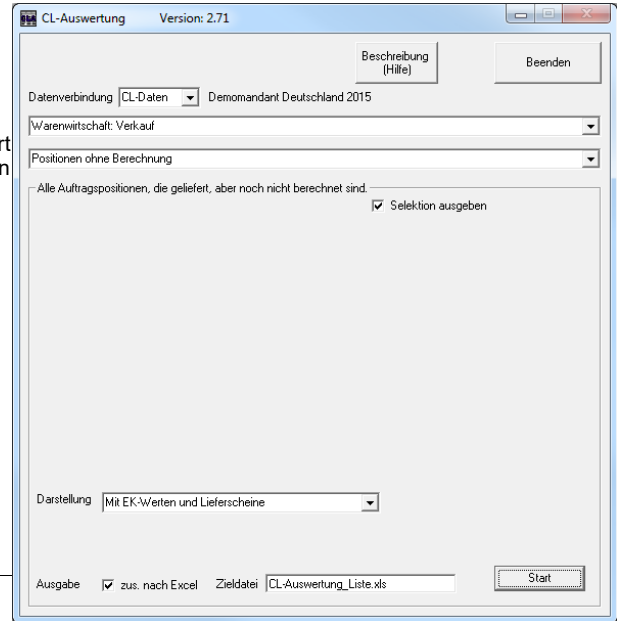 CL-Auswertung Version: 2.71
Beschreibung
(Hilfe)
Beenden
Datenverbindung CL-Daten Demomandant Deutschland 2015
rt
Warenwirtschaft: Verkauf
n
Positionen ohne Berechnung
Alle Auftragspositionen, die geliefert, aber noch nicht berechnet sind.
Selektion ausgeben
Darstellung Mit EK-Werten und Lieferscheine
Ausgabe zus. nach Excel Zieldatei CL-Auswertung_Liste.xls
Start